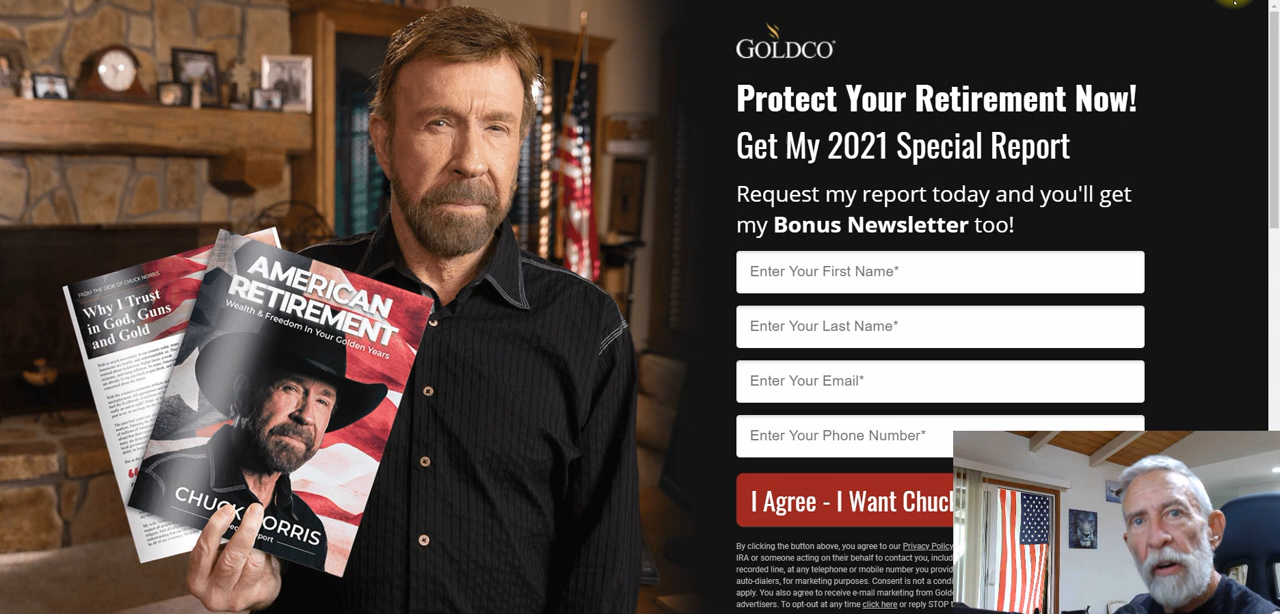 GOLDCO
Protect Your Retirement Now!
Get My 2021 Special Report
Request my report today and you'll get
my Bonus Newsletter too!
Enter Your First Name*
Enter Your Last Name*
Enter Your Email*
Enter Your Phone Number*
I Agree - I Want Chuck
By clicking the button above, you agree to our Privacy Policy
IRA or someone acting on their behalf to contact you, includ
recorded line, at any telephone or mobile number you provid
auto-dialers, for marketing purposes. Consent is not a condi
apply. You also agree to receive e-mail marketing from Gold
advertisers. To opt-out at any time click here or reply STOP
FROM THE DESK OF CHUCK NORRIS
Why I Trust
in God, Guns
and Gold
AMERICAN
RETIREMENT
Wealth & Freedom In Your Golden Years
CHUCK NORRIS